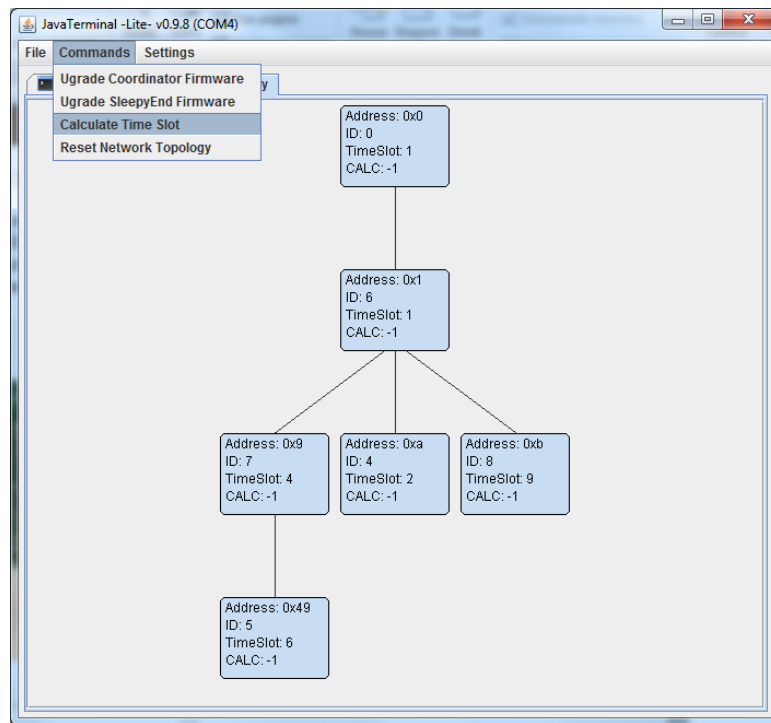 JavaTerminal -Lite- v0.9.8 (COM4)
File Commands Settings
Ugrade Coordinator Firmware
Ugrade SleepyEnd Firmware
Calculate Time Slot
Reset Network Topology
Address: 0x0
ID: 0
TimeSlot: 1
CALC: -1
Address: 0x1
ID: 6
TimeSlot: 1
CALC: -1
Address: 0x9
ID: 7
TimeSlot: 4
CALC: -1
Address: 0xa
ID: 4
TimeSlot: 2
CALC: -1
Address: 0xb
ID: 8
TimeSlot: 9
CALC: -1
Address: 0x49
ID: 5
TimeSlot: 6
CALC: -1